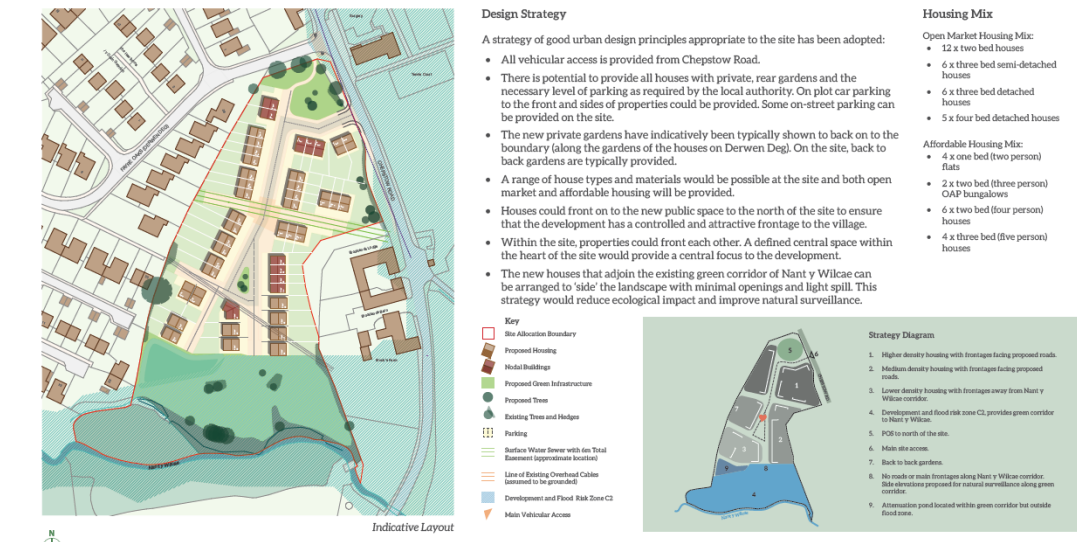 Surgery
Tennis Court
CHEPSTOW ROAD
Nant y Wilcae
N
Indicative Layout
Design Strategy
A strategy of good urban design principles appropriate to the site has been adopted:
• All vehicular access is provided from Chepstow Road.
• There is potential to provide all houses with private, rear gardens and the
necessary level of parking as required by the local authority. On plot car parking
to the front and sides of properties could be provided. Some on-street parking can
be provided on the site.
• The new private gardens have indicatively been typically shown to back on to the
boundary (along the gardens of the houses on Derwen Deg). On the site, back to
back gardens are typically provided.
• A range of house types and materials would be possible at the site and both open
market and affordable housing will be provided.
• Houses could front on to the new public space to the north of the site to ensure
that the development has a controlled and attractive frontage to the village.
• Within the site, properties could front each other. A defined central space within
the heart of the site would provide a central focus to the development.
• The new houses that adjoin the existing green corridor of Nant y Wilcae can
be arranged to 'side' the landscape with minimal openings and light spill. This
strategy would reduce ecological impact and improve natural surveillance.
Key
Site Allocation Boundary
Proposed Housing
Nodal Buildings
Proposed Green Infrastructure
Proposed Trees
Existing Trees and Hedges
Parking
Surface Water Sewer with 6m Total
Easement (approximate location)
Line of Existing Overhead Cables
(assumed to be grounded)
Development and Flood Risk Zone C2
Main Vehicular Access
Housing Mix
Open Market Housing Mix:
• 12 x two bed houses
• 6 x three bed semi-detached
houses
• 6 x three bed detached
houses
• 5 x four bed detached houses
Affordable Housing Mix:
• 4 x one bed (two person)
flats
• 2 x two bed (three person)
OAP bungalows
• 6 x two bed (four person)
houses
• 4 x three bed (five person)
houses
5
6
1
7
2
3
9
8
4
Strategy Diagram
1. Higher density housing with frontages facing proposed roads.
2. Medium density housing with frontages facing proposed
roads.
3. Lower density housing with frontages away from Nant y
Wilcae corridor.
4. Development and flood risk zone C2, provides green corridor
to Nant y Wilcae.
5. POS to north of the site.
6. Main site access.
7. Back to back gardens.
8. No roads or main frontages along Nant y Wilcae corridor.
Side elevations proposed for natural surveillance along green
corridor.
9. Attenuation pond located within green corridor but outside
flood zone.